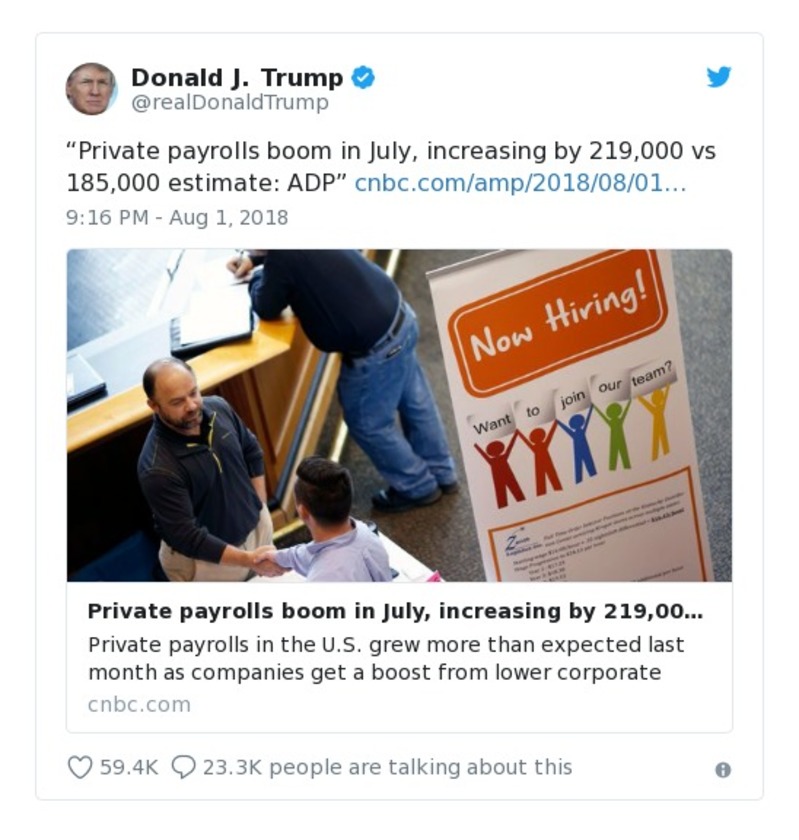 Donald J. Trump
@realDonaldTrump
“Private payrolls boom in July, increasing by 219,000 vs
185,000 estimate: ADP” cnbc.com/amp/2018/08/01…
9:16 PM - Aug 1, 2018
Now Hiring!
Want to join our team?
Private payrolls boom in July, increasing by 219,00...
Private payrolls in the U.S. grew more than expected last
month as companies get a boost from lower corporate
cnbc.com
59.4K 23.3K people are talking about this